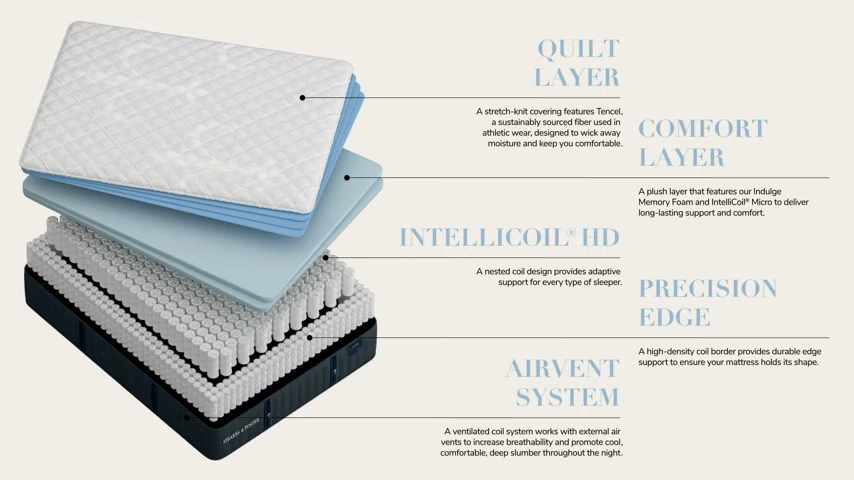 QUILT
LAYER
A stretch-knit covering features Tencel,
a sustainably sourced fiber used in
athletic wear, designed to wick away
moisture and keep you comfortable.
COMFORT
LAYER
A plush layer that features our Indulge
Memory Foam and IntelliCoil® Micro to deliver
long-lasting support and comfort.
INTELLICOIL® HD
A nested coil design provides adaptive
support for every type of sleeper.
PRECISION
EDGE
A high-density coil border provides durable edge
support to ensure your mattress holds its shape.
AIRVENT
SYSTEM
A ventilated coil system works with external air
vents to increase breathability and promote cool,
comfortable, deep slumber throughout the night.
STEARNS & FOSTER